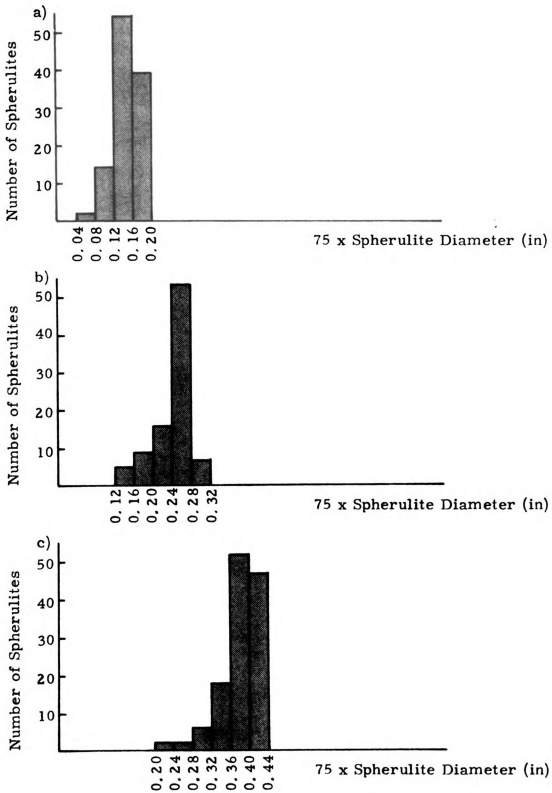 a)
Number of Spherulites
50
40
30
20
10
0.04 0.08 0.12 0.16 0.20
75 x Spherulite Diameter (in)
b)
Number of Spherulites
50
40
30
20
10
0.12 0.16 0.20 0.24 0.28 0.32
75 x Spherulite Diameter (in)
c)
Number of Spherulites
50
40
30
20
10
0.20 0.24 0.28 0.32 0.36 0.40 0.44
75 x Spherulite Diameter (in)